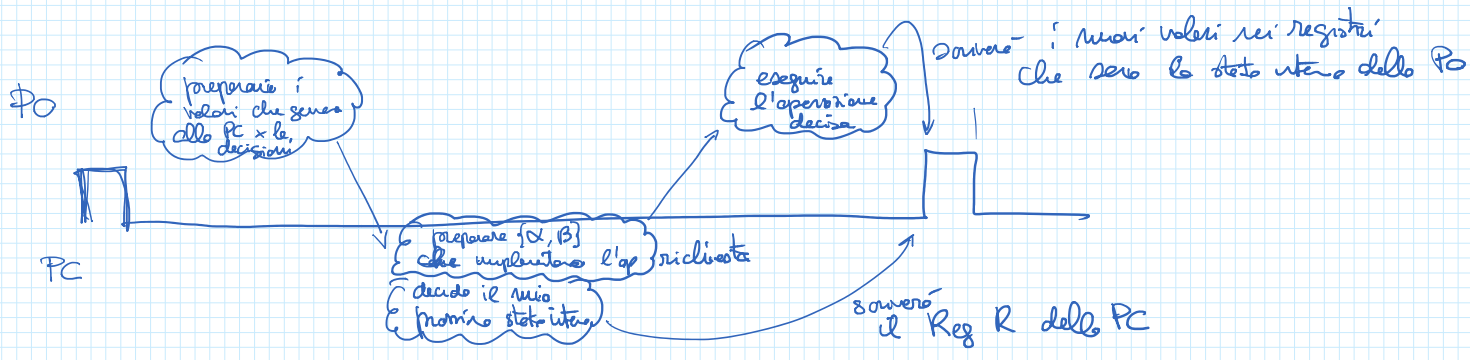 PO
preparare i
valori che servono
alla PC x le
decisioni
eseguire
l'operazione
decisa
scriverà i nuovi valori nei registri
che sono lo stato interno della PO
PC
preparare {α, β}
che implementano l'op richiesta
decido il mio
prossimo stato interno
scriverò
il Reg R della PC